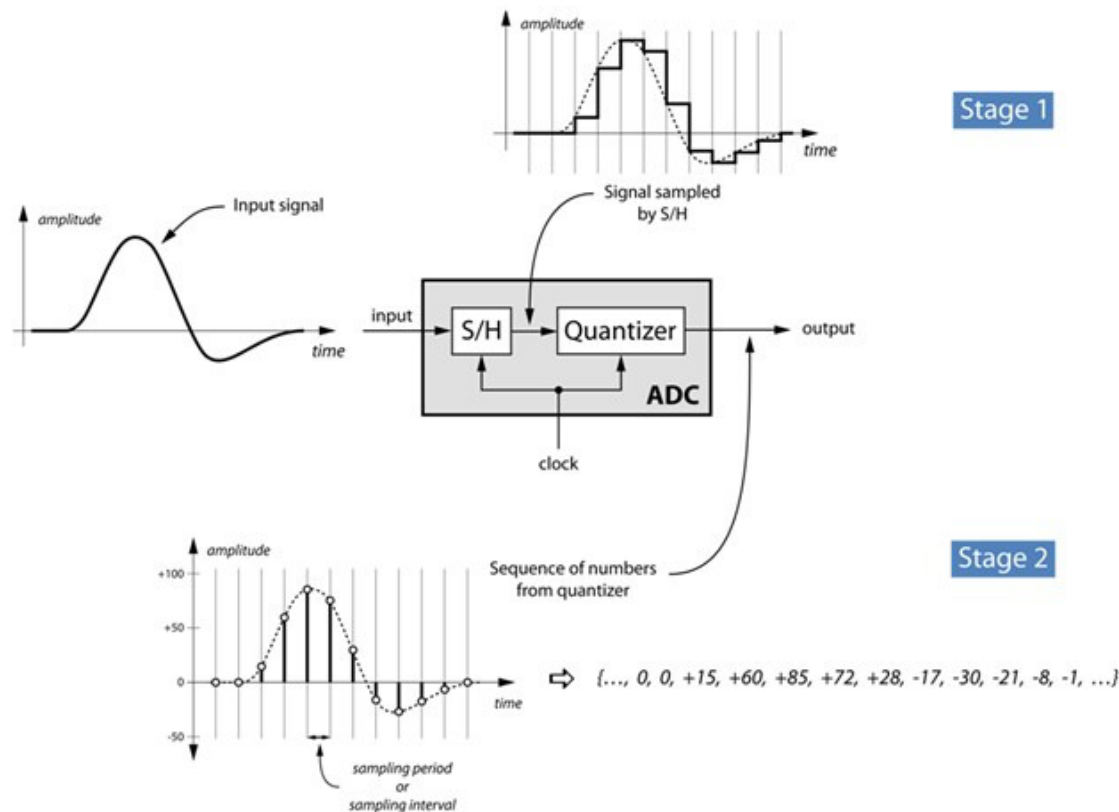 amplitude
time
Stage 1
Signal sampled
by S/H
Input signal
amplitude
time
input
S/H
Quantizer
output
ADC
clock
Stage 2
Sequence of numbers
from quantizer
amplitude
+100
+50
0
-50
time
sampling period
or
sampling interval
{..., 0, 0, +15, +60, +85, +72, +28, -17, -30, -21, -8, -1, ...}